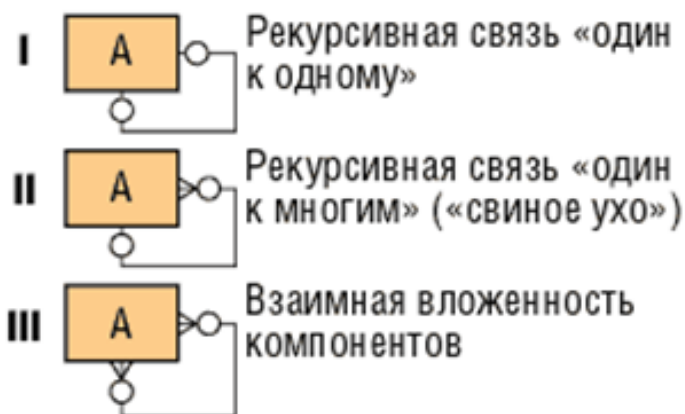 I
A
Рекурсивная связь «один
к одному»
II
A
Рекурсивная связь «один
к многим» («свиное ухо»)
III
A
Взаимная вложенность
компонентов